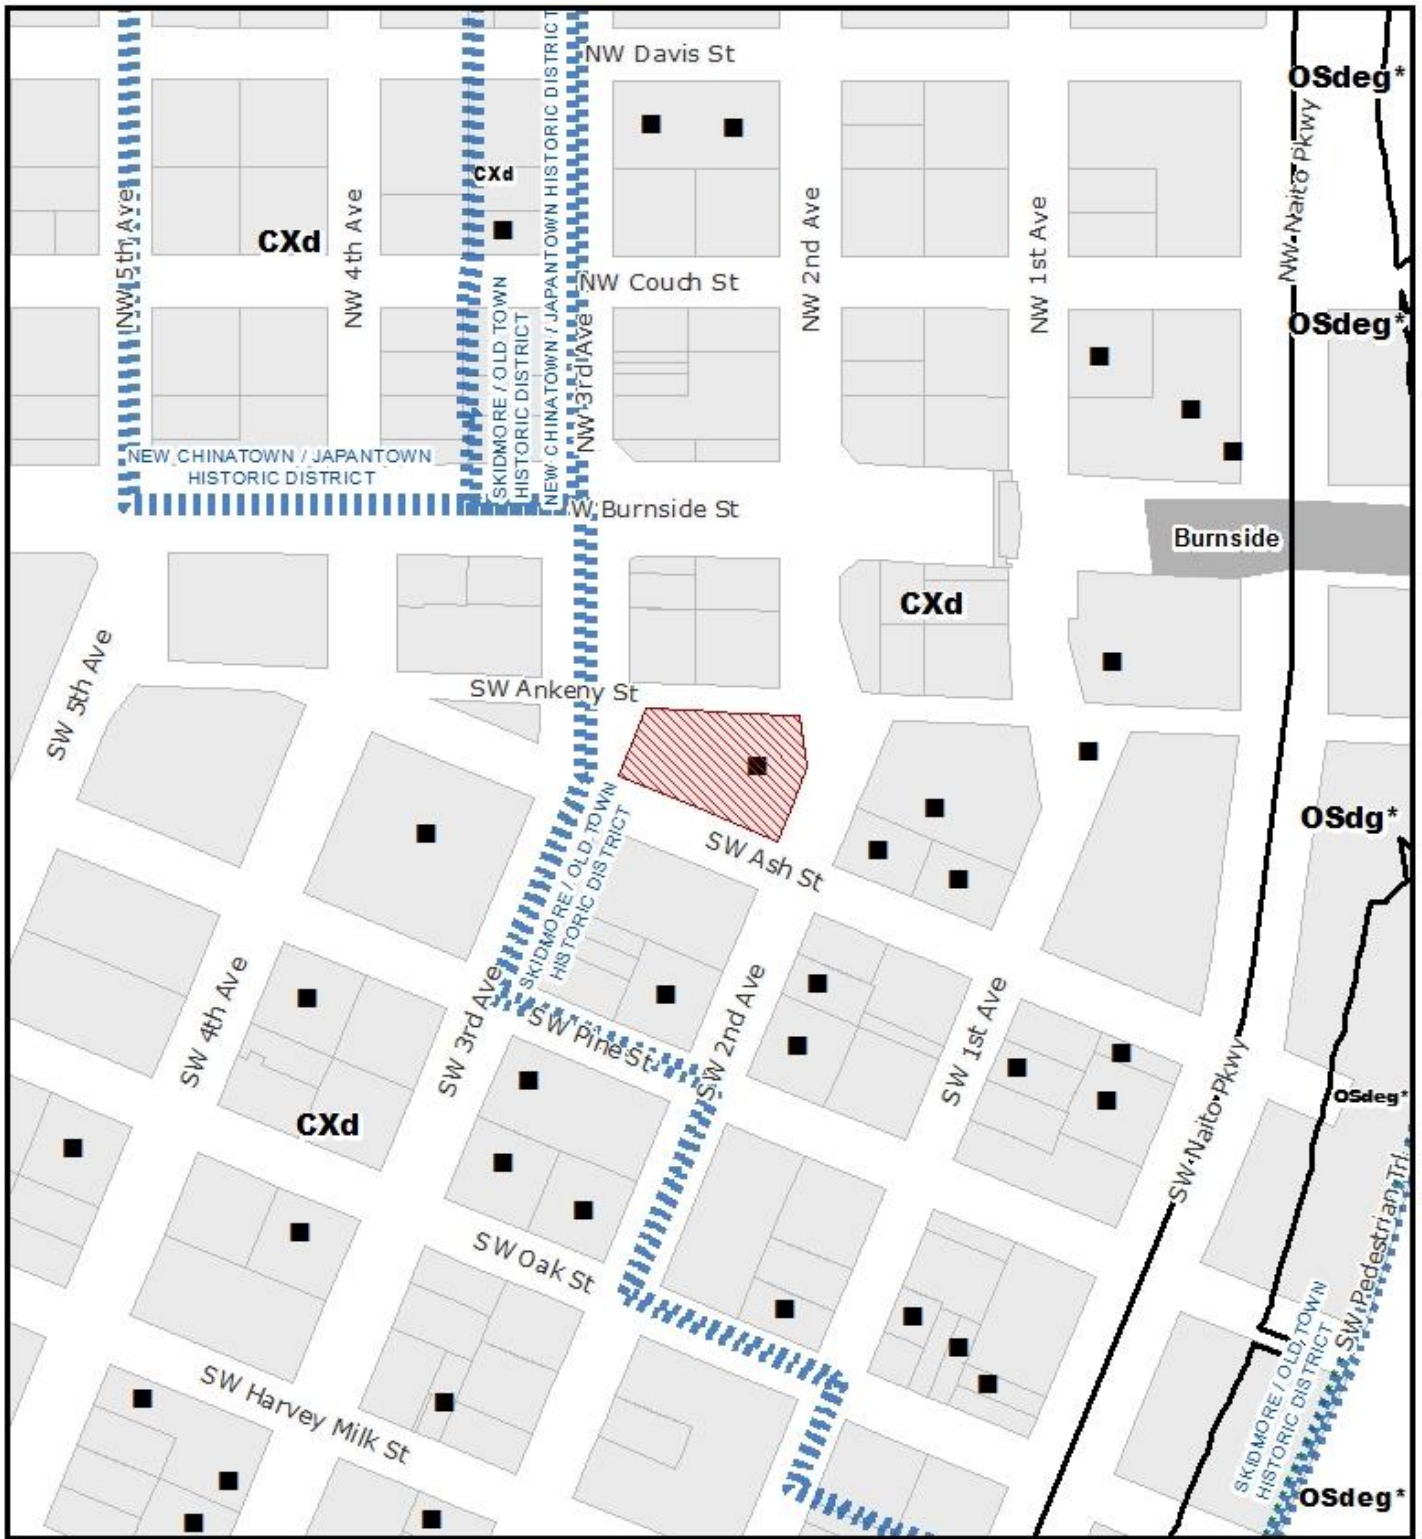 NW Davis St
OSdeg*
NW Naito Pkwy
NEW CHINATOWN / JAPANTOWN HISTORIC DISTRICT
CXd
NW 5th Ave
CXd
NW 4th Ave
NW 2nd Ave
NW 1st Ave
NW Couch St
SKIDMORE / OLD TOWN
HISTORIC DISTRICT
OSdeg*
NW 3rd Ave
NEW CHINATOWN / JAPANTOWN
HISTORIC DISTRICT
W Burnside St
Burnside
CXd
SW 5th Ave
SW Ankeny St
OSdg*
SW Ash St
SKIDMORE / OLD TOWN
HISTORIC DISTRICT
SW 4th Ave
SW 3rd Ave
SW Pine St
SW 2nd Ave
SW 1st Ave
SW Naito Pkwy
OSdeg*
CXd
SW Pedestrian Trl
SW Oak St
SKIDMORE / OLD TOWN
HISTORIC DISTRICT
SW Harvey Milk St
OSdeg*